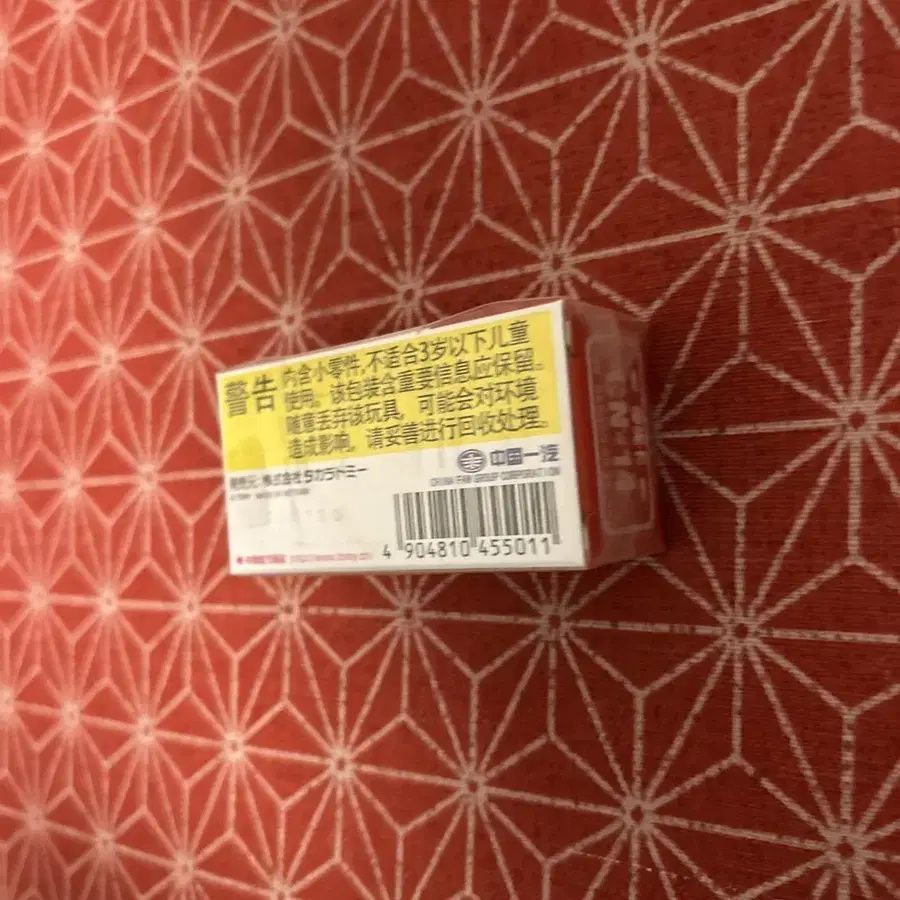 警告
内含小零件,不适合3岁以下儿童
使用。该包装含重要信息应保留。
随意丢弃该玩具,可能会对环境
造成影响,请妥善进行回收处理。
発売元:株式会社タカラトミー
中国一汽
CHINA FAW GROUP CORPORATION
4 904810 455011